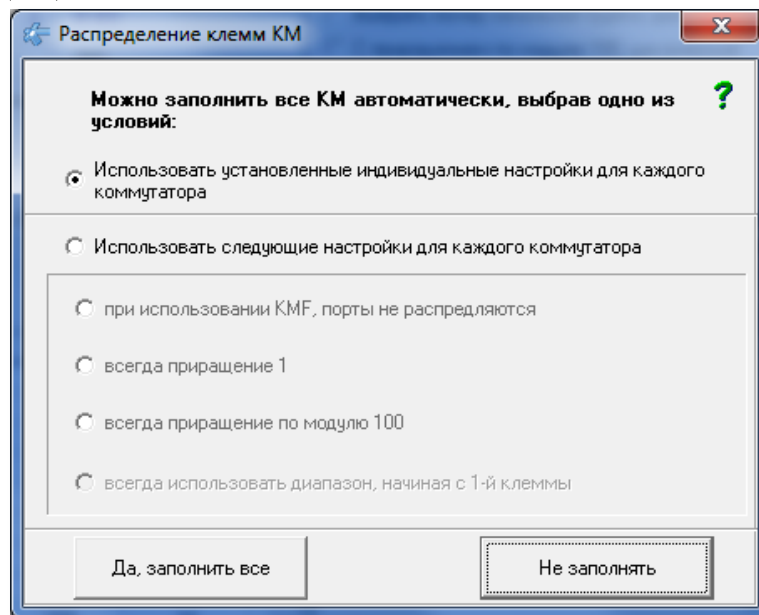 Распределение клемм КМ
Можно заполнить все КМ автоматически, выбрав одно из
условий:
?
Использовать установленные индивидуальные настройки для каждого
коммутатора
Использовать следующие настройки для каждого коммутатора
при использовании KMF, порты не распредляются
всегда приращение 1
всегда приращение по модулю 100
всегда использовать диапазон, начиная с 1-й клеммы
Да, заполнить все
Не заполнять